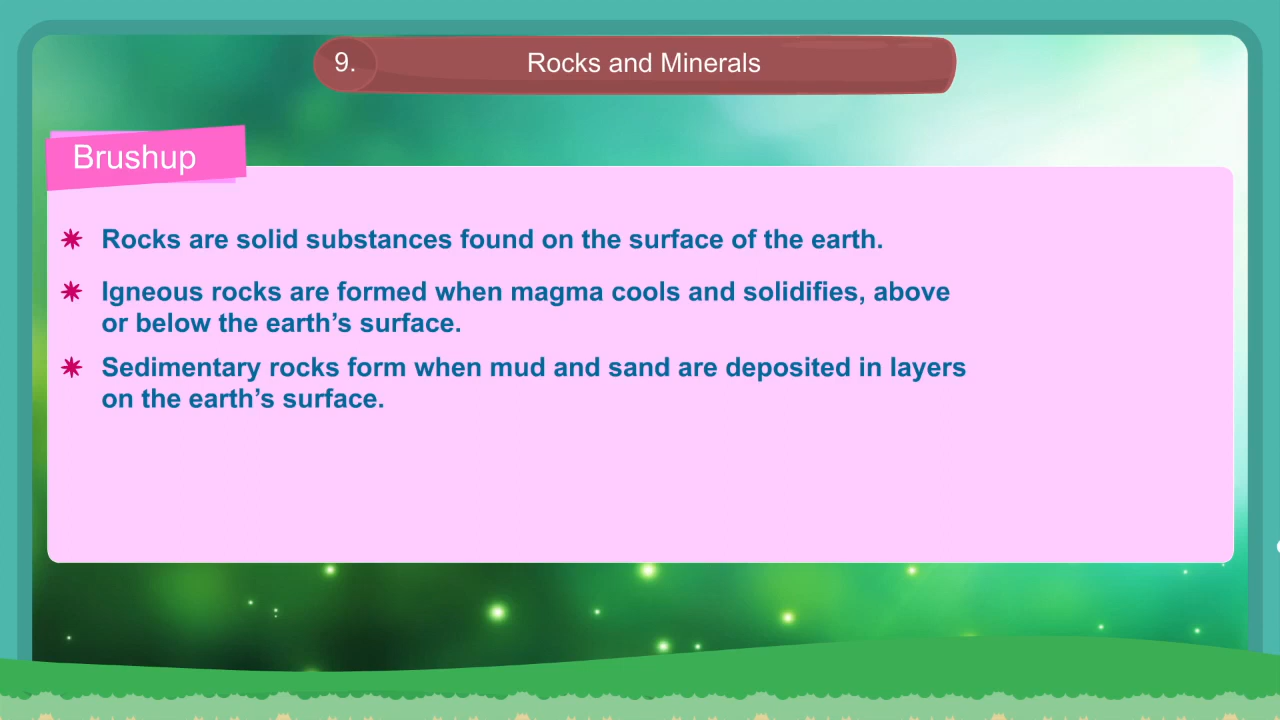 9. Rocks and Minerals
Brushup
Rocks are solid substances found on the surface of the earth.
Igneous rocks are formed when magma cools and solidifies, above
or below the earth’s surface.
Sedimentary rocks form when mud and sand are deposited in layers
on the earth’s surface.